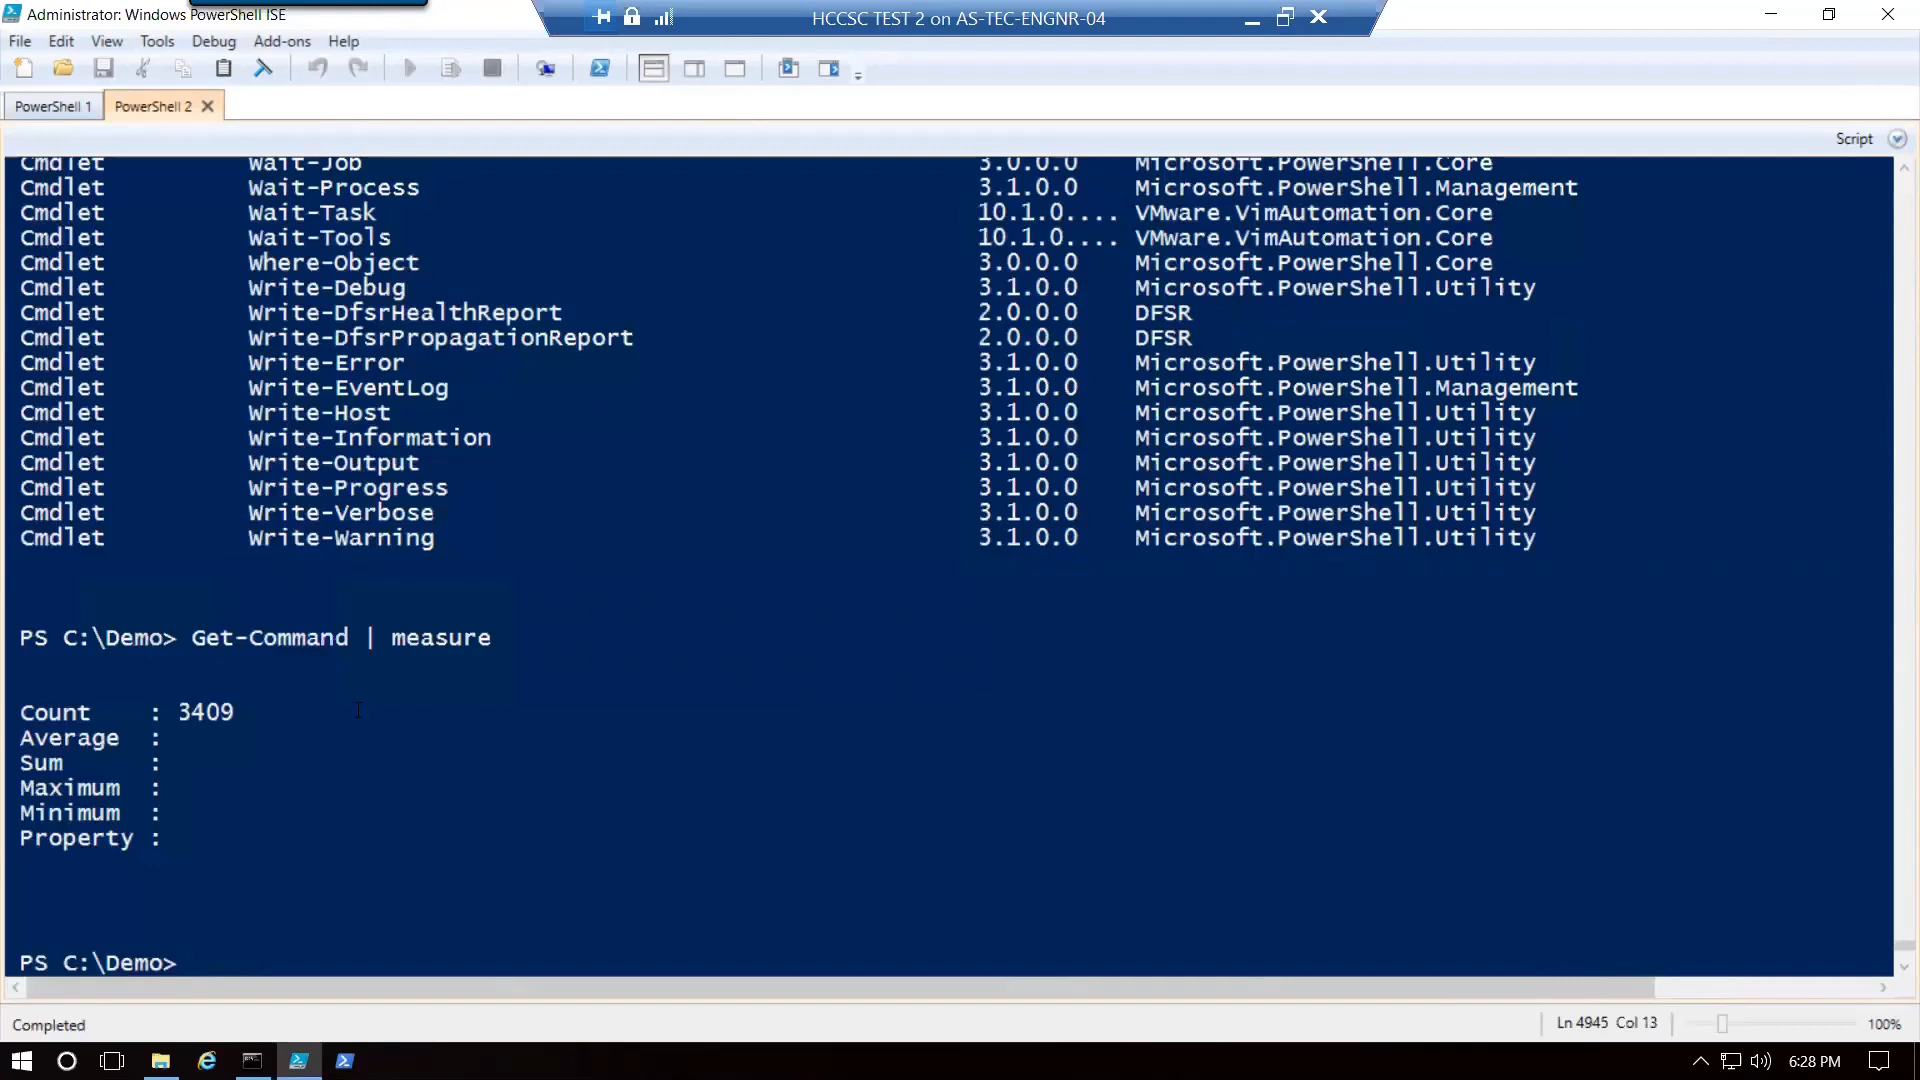 Administrator: Windows PowerShell ISE
HCCSC TEST 2 on AS-TEC-ENGNR-04
File Edit View Tools Debug Add-ons Help
PowerShell 1 PowerShell 2
Script
Cmdlet Wait-Job 3.0.0.0 Microsoft.PowerShell.Core
Cmdlet Wait-Process 3.1.0.0 Microsoft.PowerShell.Management
Cmdlet Wait-Task 10.1.0.... VMware.VimAutomation.Core
Cmdlet Wait-Tools 10.1.0.... VMware.VimAutomation.Core
Cmdlet Where-Object 3.0.0.0 Microsoft.PowerShell.Core
Cmdlet Write-Debug 3.1.0.0 Microsoft.PowerShell.Utility
Cmdlet Write-DfsrHealthReport 2.0.0.0 DFSR
Cmdlet Write-DfsrPropagationReport 2.0.0.0 DFSR
Cmdlet Write-Error 3.1.0.0 Microsoft.PowerShell.Utility
Cmdlet Write-EventLog 3.1.0.0 Microsoft.PowerShell.Management
Cmdlet Write-Host 3.1.0.0 Microsoft.PowerShell.Utility
Cmdlet Write-Information 3.1.0.0 Microsoft.PowerShell.Utility
Cmdlet Write-Output 3.1.0.0 Microsoft.PowerShell.Utility
Cmdlet Write-Progress 3.1.0.0 Microsoft.PowerShell.Utility
Cmdlet Write-Verbose 3.1.0.0 Microsoft.PowerShell.Utility
Cmdlet Write-Warning 3.1.0.0 Microsoft.PowerShell.Utility
PS C:\Demo> Get-Command | measure
Count : 3409
Average :
Sum :
Maximum :
Minimum :
Property :
PS C:\Demo>
Completed
Ln 4945 Col 13
100%
6:28 PM